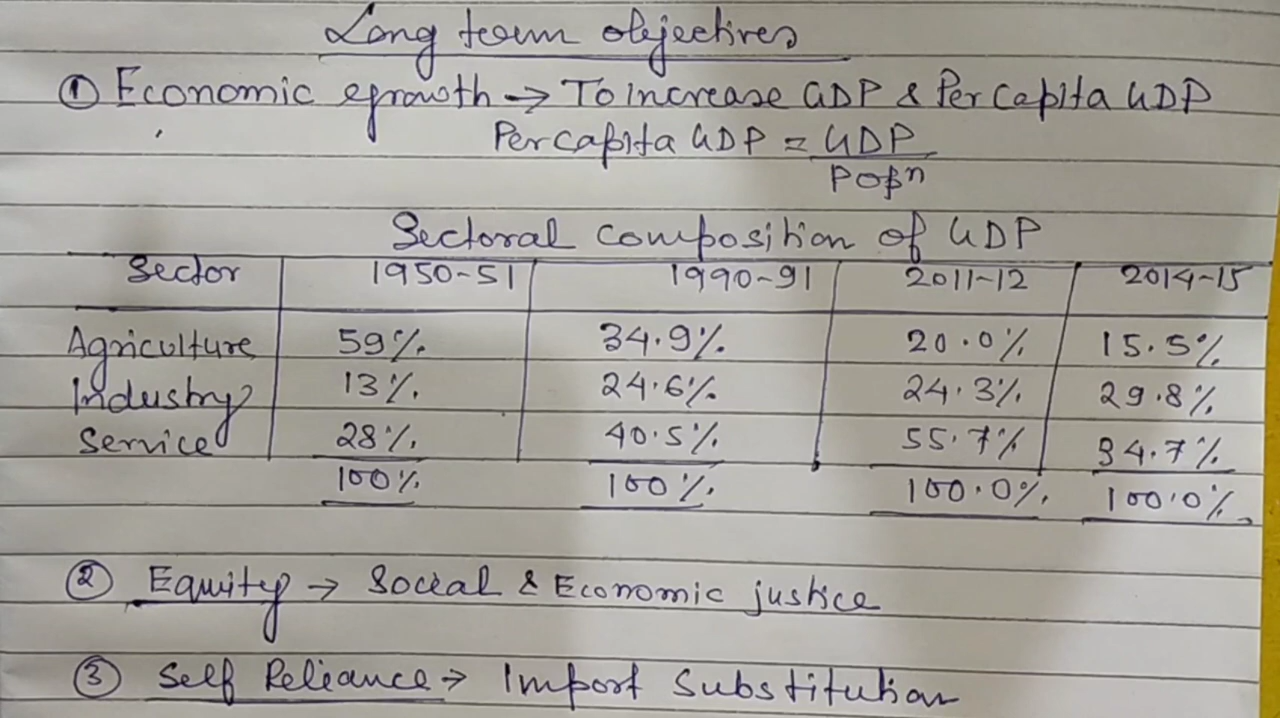 Long term objectives
① Economic growth → To increase GDP & Per Capita GDP
Per Capita GDP = GDP
Popⁿ
Sectoral composition of GDP
Sector 1950-51 1990-91 2011-12 2014-15
Agriculture 59% 34.9% 20.0% 15.5%
Industry 13% 24.6% 24.3% 29.8%
Service 28% 40.5% 55.7% 34.7%
100% 100% 100.0% 100.0%
② Equity → Social & Economic justice
③ Self Reliance → Import Substitution